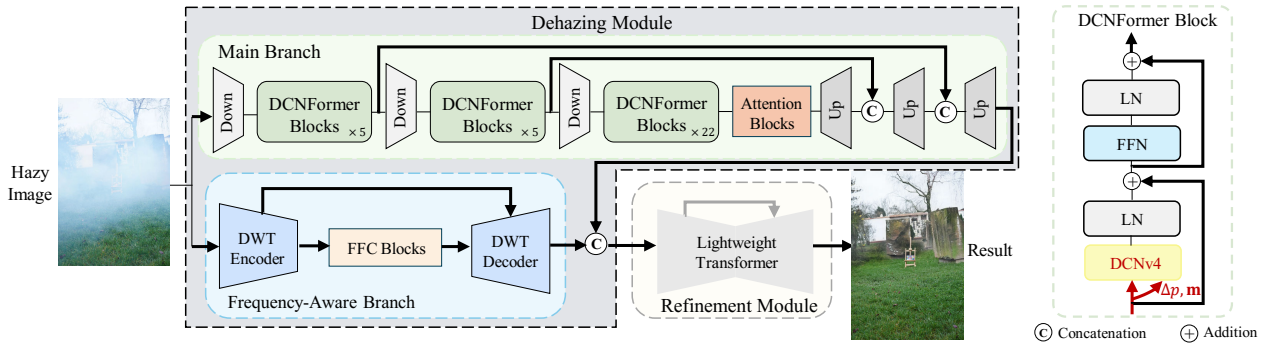 Dehazing Module
Main Branch
Down
DCNFormer
Blocks ×5
Down
DCNFormer
Blocks ×5
Down
DCNFormer
Blocks ×22
Attention
Blocks
Up
C
Up
C
Up
Hazy
Image
DWT
Encoder
FFC Blocks
DWT
Decoder
Frequency-Aware Branch
C
Lightweight
Transformer
Refinement Module
Result
DCNFormer Block
+
LN
FFN
+
LN
DCNv4
Δp, m
C Concatenation
+ Addition